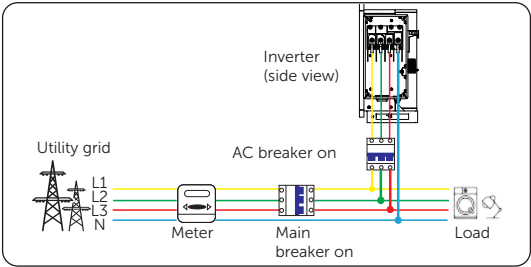 Inverter
(side view)
Utility grid
AC breaker on
L1
L2
L3
N
Meter
Main
breaker on
Load